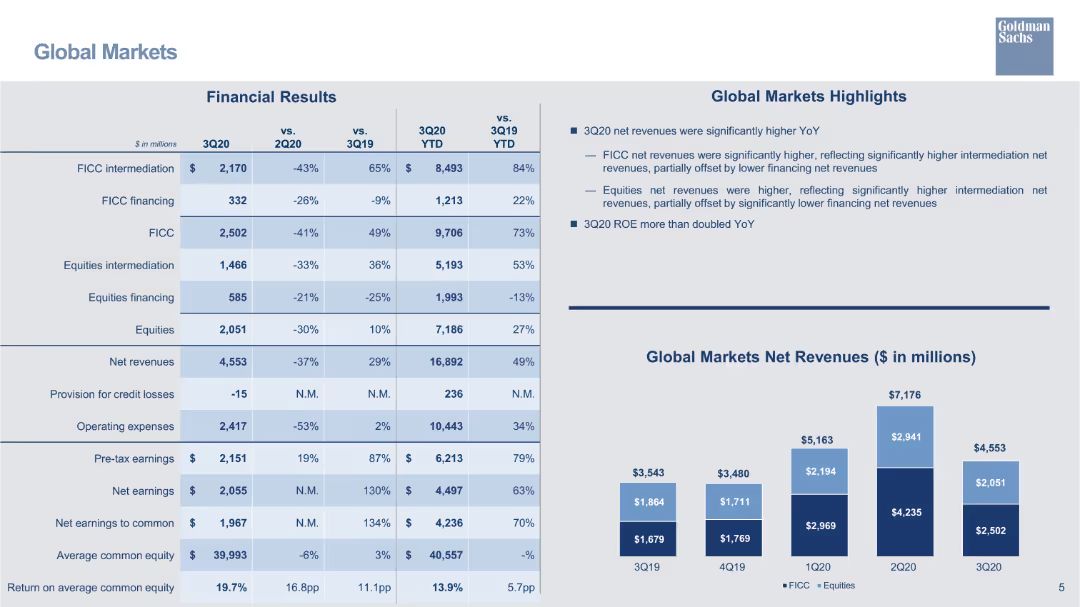 Goldman
Sachs
Global Markets
Financial Results
$ in millions 3Q20 vs. 2Q20 vs. 3Q19 3Q20 YTD vs. 3Q19 YTD
FICC intermediation $ 2,170 -43% 65% $ 8,493 84%
FICC financing 332 -26% -9% 1,213 22%
FICC 2,502 -41% 49% 9,706 73%
Equities intermediation 1,466 -33% 36% 5,193 53%
Equities financing 585 -21% -25% 1,993 -13%
Equities 2,051 -30% 10% 7,186 27%
Net revenues 4,553 -37% 29% 16,892 49%
Provision for credit losses -15 N.M. N.M. 236 N.M.
Operating expenses 2,417 -53% 2% 10,443 34%
Pre-tax earnings $ 2,151 19% 87% $ 6,213 79%
Net earnings $ 2,055 N.M. 130% $ 4,497 63%
Net earnings to common $ 1,967 N.M. 134% $ 4,236 70%
Average common equity $ 39,993 -6% 3% $ 40,557 -%
Return on average common equity 19.7% 16.8pp 11.1pp 13.9% 5.7pp
Global Markets Highlights
■ 3Q20 net revenues were significantly higher YoY
— FICC net revenues were significantly higher, reflecting significantly higher intermediation net
revenues, partially offset by lower financing net revenues
— Equities net revenues were higher, reflecting significantly higher intermediation net
revenues, partially offset by significantly lower financing net revenues
■ 3Q20 ROE more than doubled YoY
Global Markets Net Revenues ($ in millions)
$3,543 $3,480 $5,163 $7,176 $4,553
$1,864 $1,711 $2,194 $2,941 $2,051
$1,679 $1,769 $2,969 $4,235 $2,502
3Q19 4Q19 1Q20 2Q20 3Q20
■ FICC ■ Equities
5